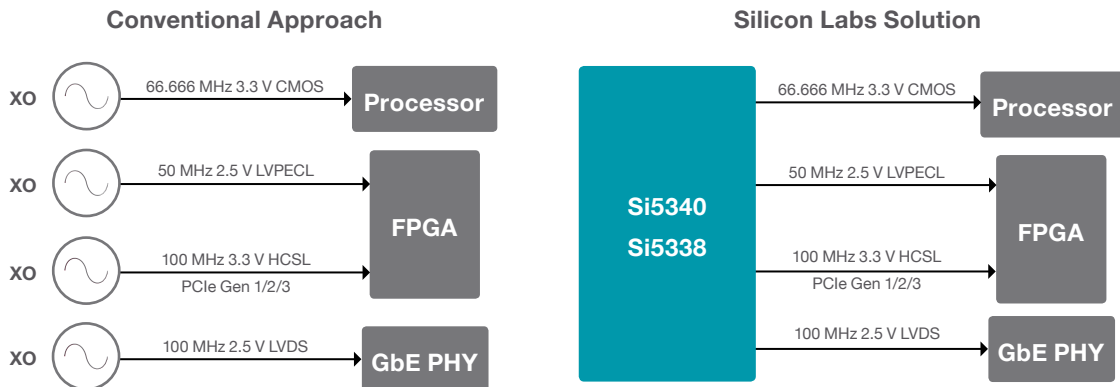 Conventional Approach
XO
66.666 MHz 3.3 V CMOS
Processor
XO
50 MHz 2.5 V LVPECL
FPGA
XO
100 MHz 3.3 V HCSL
PCIe Gen 1/2/3
XO
100 MHz 2.5 V LVDS
GbE PHY
Silicon Labs Solution
Si5340
Si5338
66.666 MHz 3.3 V CMOS
Processor
50 MHz 2.5 V LVPECL
FPGA
100 MHz 3.3 V HCSL
PCIe Gen 1/2/3
100 MHz 2.5 V LVDS
GbE PHY